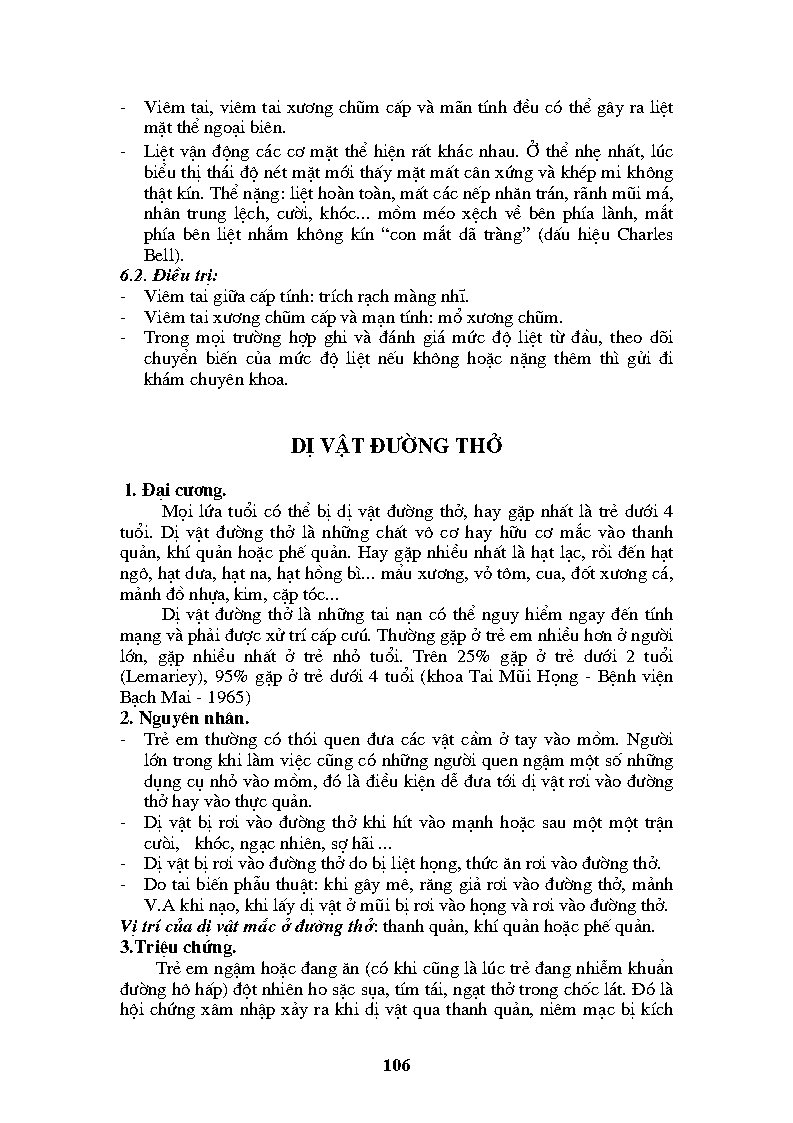 - Viêm tai, viêm tai xương chũm cấp và mãn tính đều có thể gây ra liệt
mặt thể ngoại biên.
- Liệt vận động các cơ mặt thể hiện rất khác nhau. Ở thể nhẹ nhất, lúc
biểu thị thái độ nét mặt mới thấy mặt mất cân xứng và khép mi không
thật kín. Thể nặng: liệt hoàn toàn, mất các nếp nhăn trán, rãnh mũi má,
nhân trung lệch, cười, khóc... mồm méo xệch về bên phía lành, mắt
phía bên liệt nhắm không kín “con mắt dã tràng” (dấu hiệu Charles
Bell).
6.2. Điều trị:
- Viêm tai giữa cấp tính: trích rạch màng nhĩ.
- Viêm tai xương chũm cấp và mạn tính: mổ xương chũm.
- Trong mọi trường hợp ghi và đánh giá mức độ liệt từ đầu, theo dõi
chuyển biến của mức độ liệt nếu không hoặc nặng thêm thì gửi đi
khám chuyên khoa.
DỊ VẬT ĐƯỜNG THỞ
1. Đại cương.
Mọi lứa tuổi có thể bị dị vật đường thở, hay gặp nhất là trẻ dưới 4
tuổi. Dị vật đường thở là những chất vô cơ hay hữu cơ mắc vào thanh
quản, khí quản hoặc phế quản. Hay gặp nhiều nhất là hạt lạc, rồi đến hạt
ngô, hạt dưa, hạt na, hạt hồng bì... mẩu xương, vỏ tôm, cua, đốt xương cá,
mảnh đồ nhựa, kim, cặp tóc...
Dị vật đường thở là những tai nạn có thể nguy hiểm ngay đến tính
mạng và phải được xử trí cấp cưú. Thường gặp ở trẻ em nhiều hơn ở người
lớn, gặp nhiều nhất ở trẻ nhỏ tuổi. Trên 25% gặp ở trẻ dưới 2 tuổi
(Lemariey), 95% gặp ở trẻ dưới 4 tuổi (khoa Tai Mũi Họng - Bệnh viện
Bạch Mai - 1965)
2. Nguyên nhân.
- Trẻ em thường có thói quen đưa các vật cầm ở tay vào mồm. Người
lớn trong khi làm việc cũng có những người quen ngậm một số những
dụng cụ nhỏ vào mồm, đó là điều kiện dễ đưa tới dị vật rơi vào đường
thở hay vào thực quản.
- Dị vật bị rơi vào đường thở khi hít vào mạnh hoặc sau một một trận
cười, khóc, ngạc nhiên, sợ hãi ...
- Dị vật bị rơi vào đường thở do bị liệt họng, thức ăn rơi vào đường thở.
- Do tai biến phẫu thuật: khi gây mê, răng giả rơi vào đường thở, mảnh
V.A khi nạo, khi lấy dị vật ở mũi bị rơi vào họng và rơi vào đường thở.
Vị trí của dị vật mắc ở đường thở: thanh quản, khí quản hoặc phế quản.
3.Triệu chứng.
Trẻ em ngậm hoặc đang ăn (có khi cũng là lúc trẻ đang nhiễm khuẩn
đường hô hấp) đột nhiên ho sặc sụa, tím tái, ngạt thở trong chốc lát. Đó là
hội chứng xâm nhập xảy ra khi dị vật qua thanh quản, niêm mạc bị kích
106